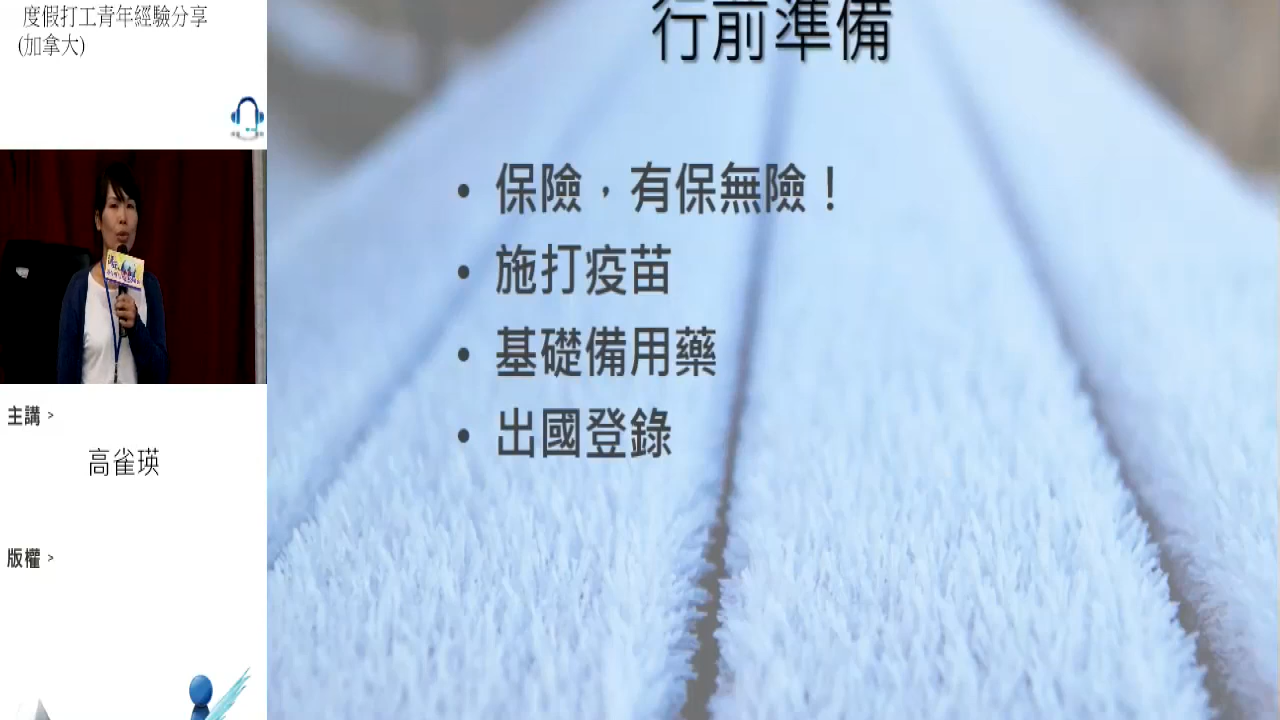 度假打工青年經驗分享
(加拿大)
主講 >
高雀瑛
版權 >
行前準備
• 保險，有保無險！
• 施打疫苗
• 基礎備用藥
• 出國登錄